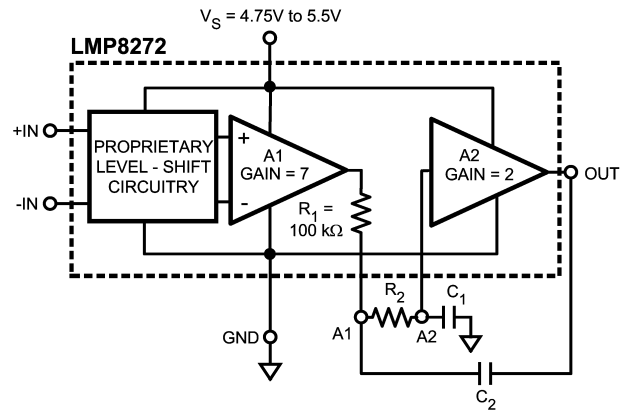 V_S = 4.75V to 5.5V
LMP8272
+IN
-IN
PROPRIETARY
LEVEL - SHIFT
CIRCUITRY
+
-
A1
GAIN = 7
R_1 =
100 kΩ
A2
GAIN = 2
OUT
GND
A1
R_2
A2
C_1
C_2